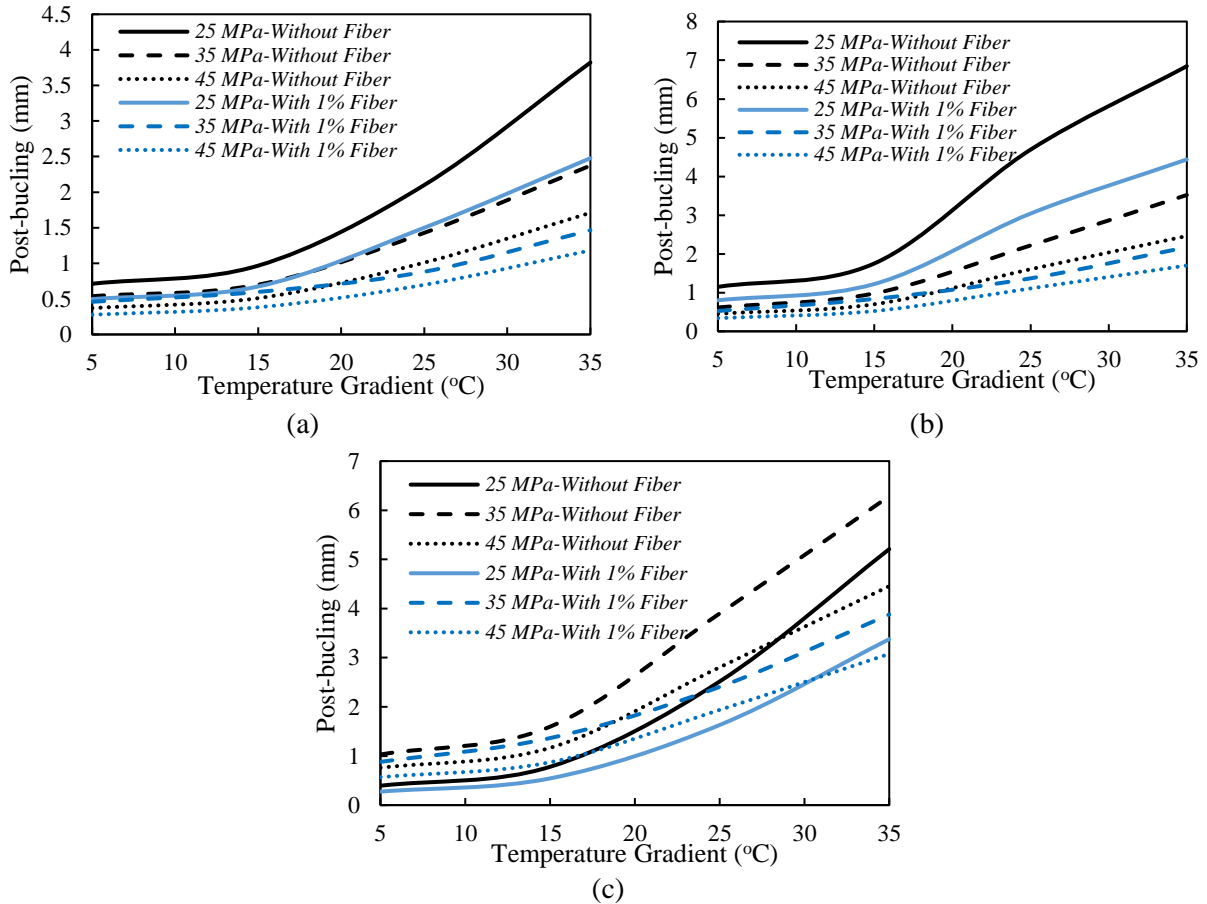 Post-bucling (mm)
4.5
4
3.5
3
2.5
2
1.5
1
0.5
0
25 MPa-Without Fiber
35 MPa-Without Fiber
45 MPa-Without Fiber
25 MPa-With 1% Fiber
35 MPa-With 1% Fiber
45 MPa-With 1% Fiber
5 10 15 20 25 30 35
Temperature Gradient (°C)
(a)
Post-bucling (mm)
8
7
6
5
4
3
2
1
0
25 MPa-Without Fiber
35 MPa-Without Fiber
45 MPa-Without Fiber
25 MPa-With 1% Fiber
35 MPa-With 1% Fiber
45 MPa-With 1% Fiber
5 10 15 20 25 30 35
Temperature Gradient (°C)
(b)
Post-bucling (mm)
7
6
5
4
3
2
1
0
25 MPa-Without Fiber
35 MPa-Without Fiber
45 MPa-Without Fiber
25 MPa-With 1% Fiber
35 MPa-With 1% Fiber
45 MPa-With 1% Fiber
5 10 15 20 25 30 35
Temperature Gradient (°C)
(c)